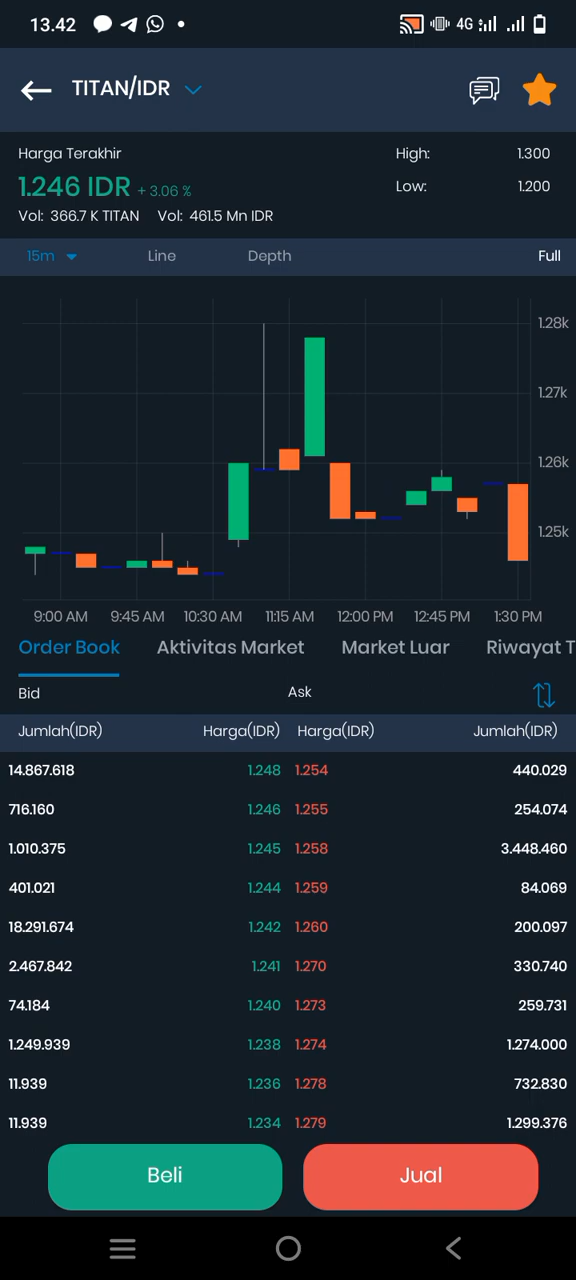 13.42 4G
TITAN/IDR
Harga Terakhir High: 1.300
1.246 IDR + 3.06 % Low: 1.200
Vol: 366.7 K TITAN Vol: 461.5 Mn IDR
15m Line Depth Full
1.28k
1.27k
1.26k
1.25k
9:00 AM 9:45 AM 10:30 AM 11:15 AM 12:00 PM 12:45 PM 1:30 PM
Order Book Aktivitas Market Market Luar Riwayat T
Bid Ask
Jumlah(IDR) Harga(IDR) Harga(IDR) Jumlah(IDR)
14.867.618 1.248 1.254 440.029
716.160 1.246 1.255 254.074
1.010.375 1.245 1.258 3.448.460
401.021 1.244 1.259 84.069
18.291.674 1.242 1.260 200.097
2.467.842 1.241 1.270 330.740
74.184 1.240 1.273 259.731
1.249.939 1.238 1.274 1.274.000
11.939 1.236 1.278 732.830
11.939 1.234 1.279 1.299.376
Beli Jual